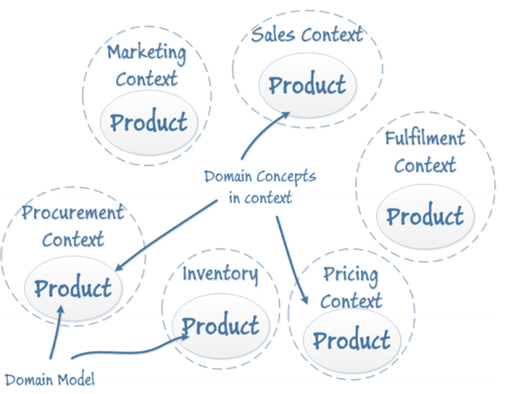 Sales Context
Product
Marketing
Context
Product
Fulfilment
Context
Product
Domain Concepts
in context
Procurement
Context
Product
Inventory
Product
Pricing
Context
Product
Domain Model